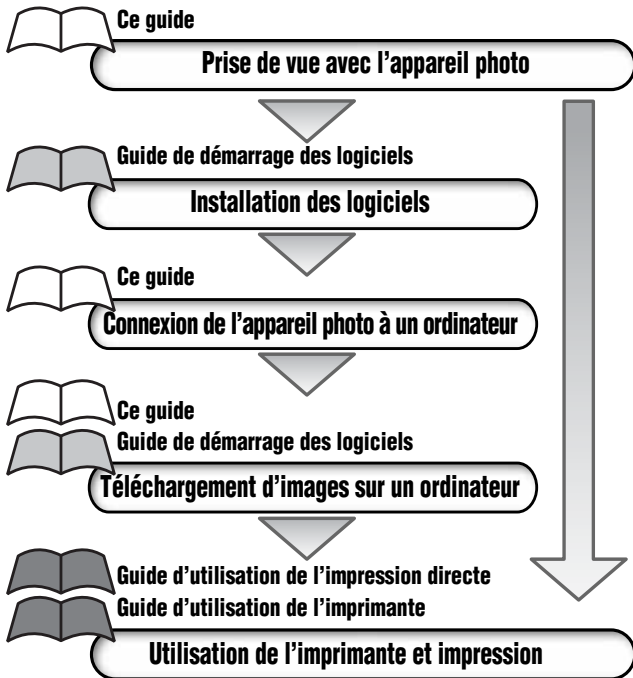 Ce guide
Prise de vue avec l'appareil photo
Guide de démarrage des logiciels
Installation des logiciels
Ce guide
Connexion de l'appareil photo à un ordinateur
Ce guide
Guide de démarrage des logiciels
Téléchargement d'images sur un ordinateur
Guide d'utilisation de l'impression directe
Guide d'utilisation de l'imprimante
Utilisation de l'imprimante et impression